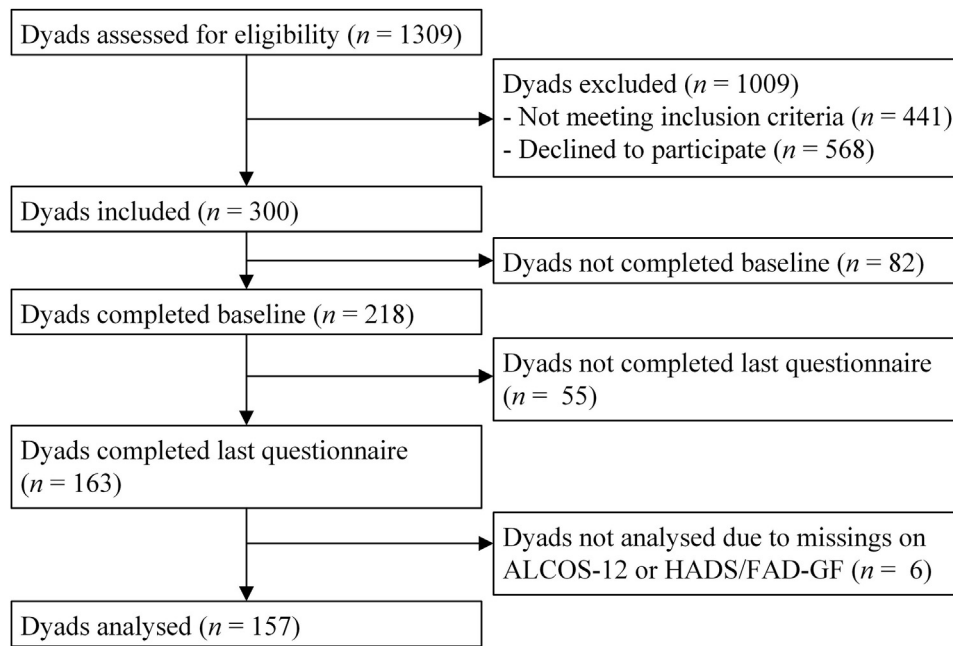 Dyads assessed for eligibility (n = 1309)
Dyads excluded (n = 1009)
- Not meeting inclusion criteria (n = 441)
- Declined to participate (n = 568)
Dyads included (n = 300)
Dyads not completed baseline (n = 82)
Dyads completed baseline (n = 218)
Dyads not completed last questionnaire
(n = 55)
Dyads completed last questionnaire
(n = 163)
Dyads not analysed due to missings on
ALCOS-12 or HADS/FAD-GF (n = 6)
Dyads analysed (n = 157)